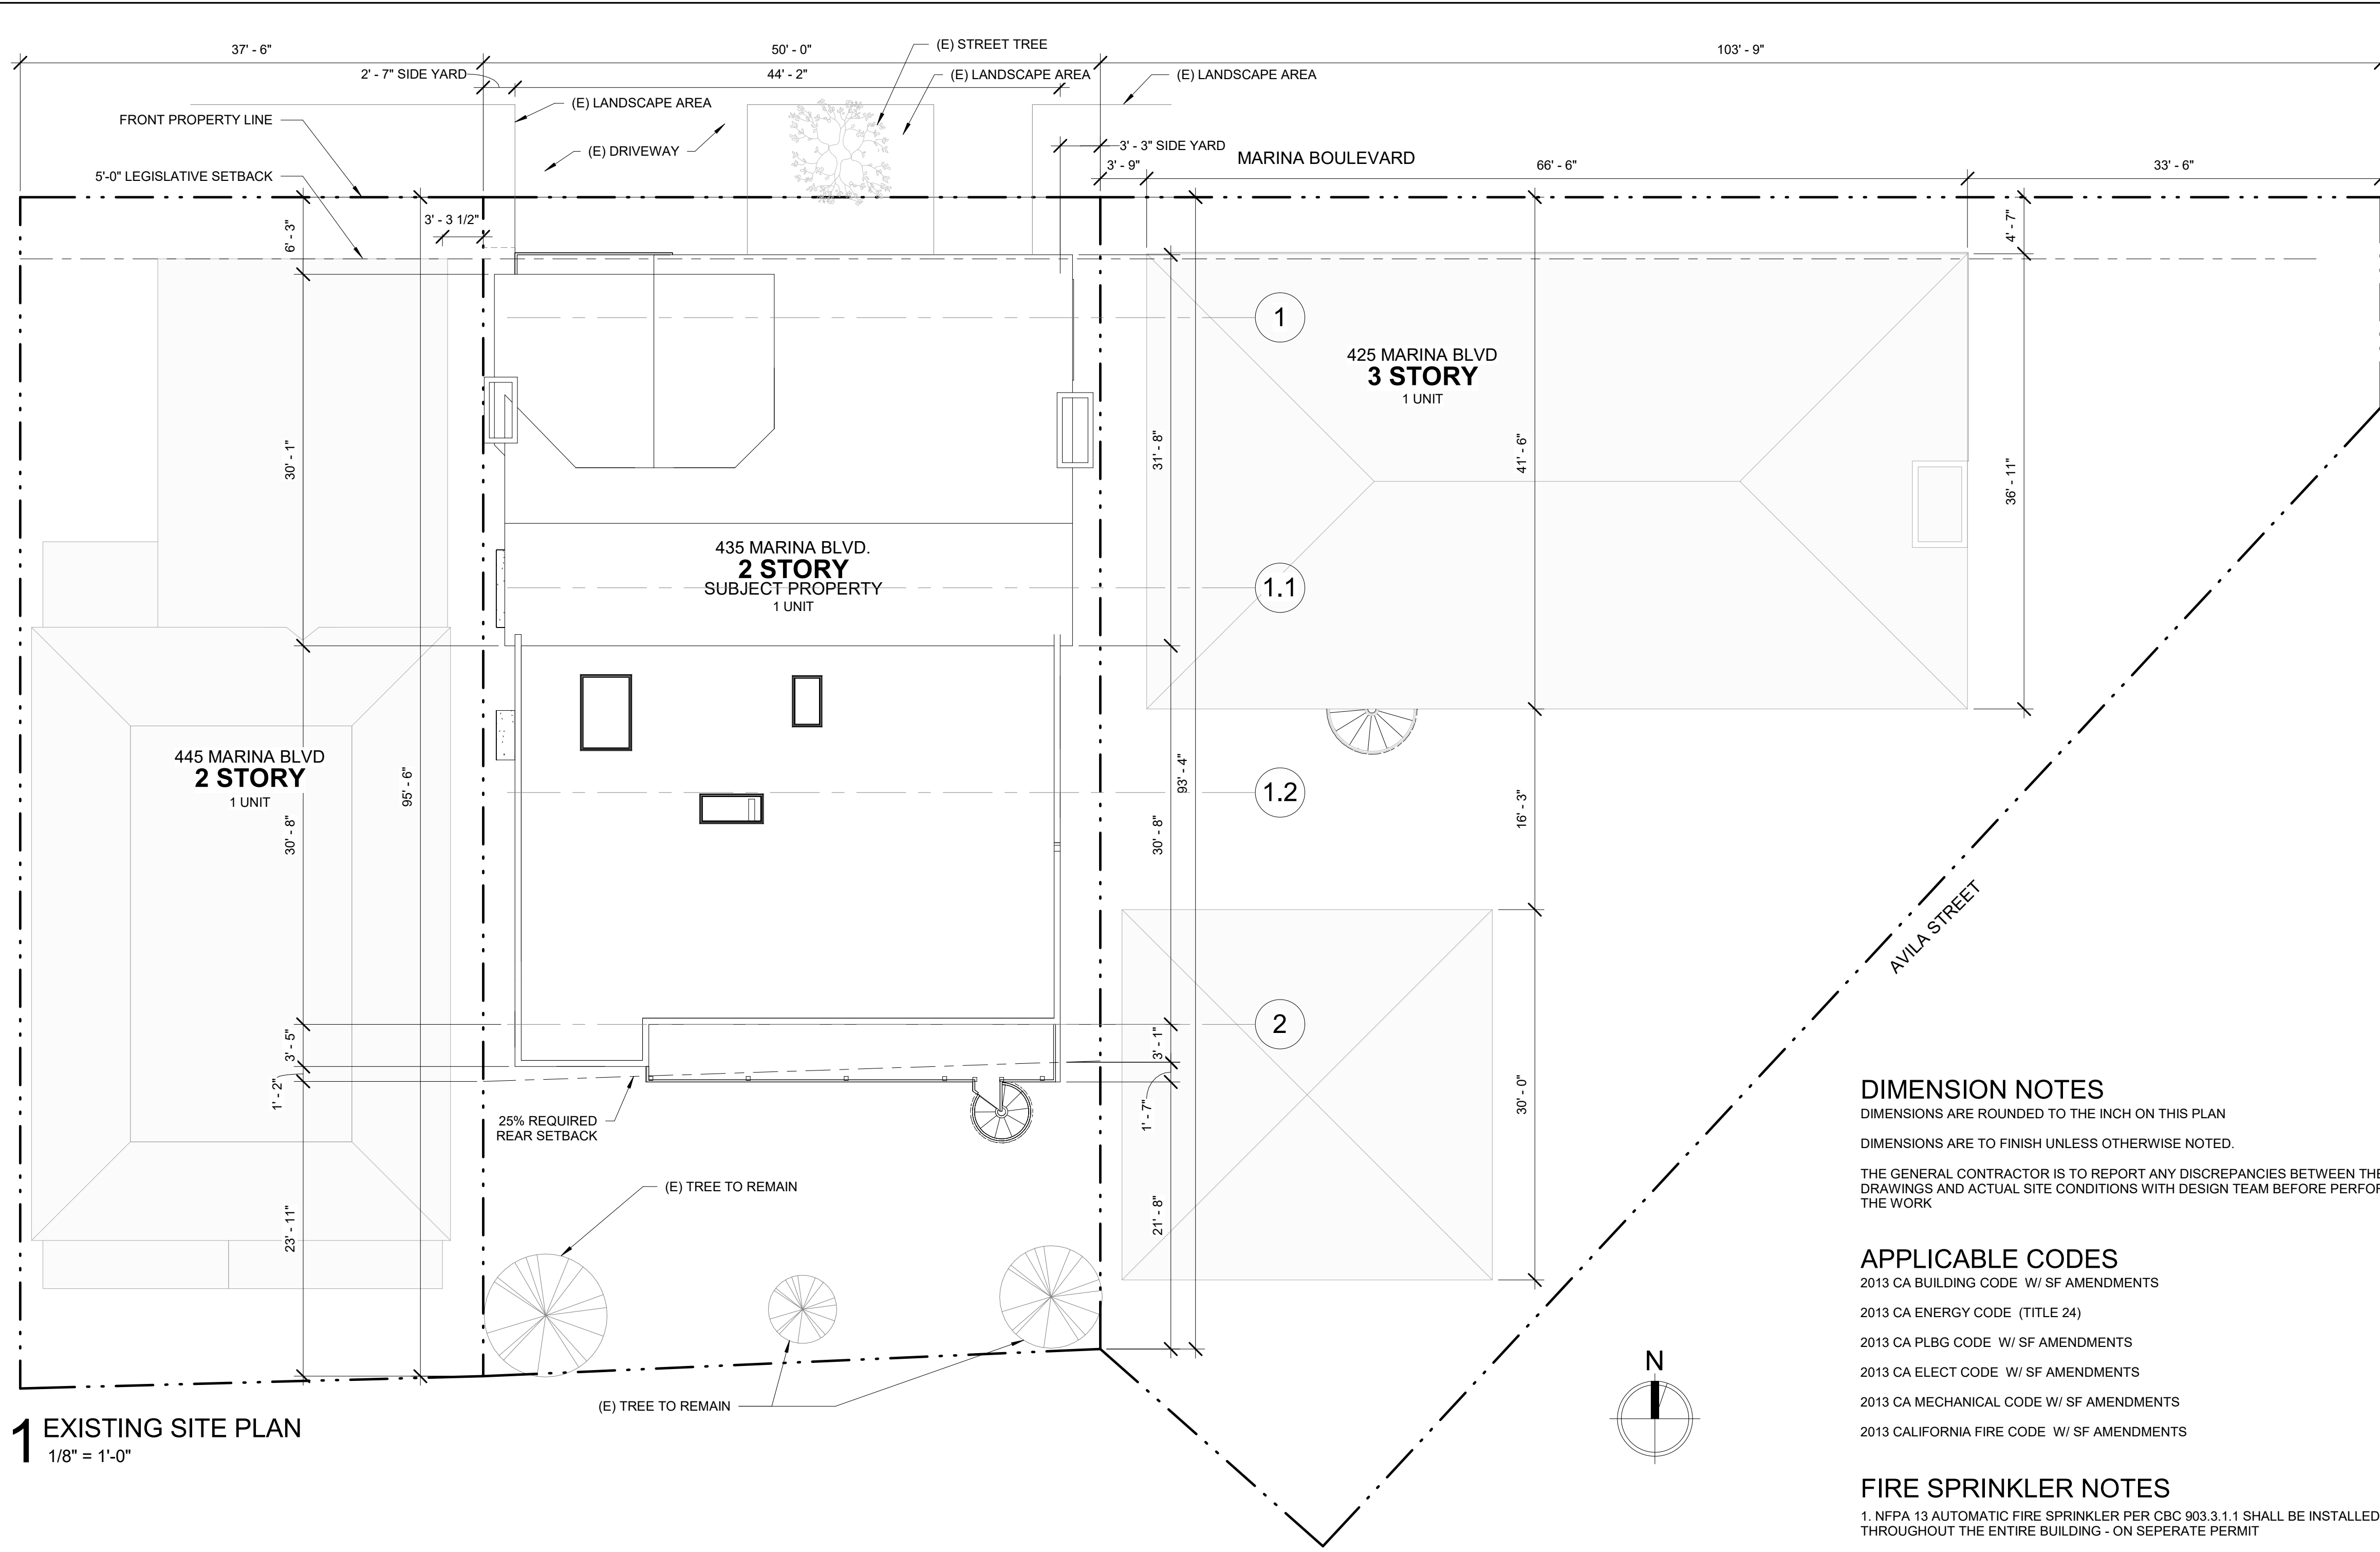 37' - 6"
50' - 0"
103' - 9"
(E) STREET TREE
2' - 7" SIDE YARD
44' - 2"
(E) LANDSCAPE AREA
(E) LANDSCAPE AREA
(E) LANDSCAPE AREA
FRONT PROPERTY LINE
(E) DRIVEWAY
3' - 3" SIDE YARD
MARINA BOULEVARD
3' - 9"
66' - 6"
33' - 6"
5'-0" LEGISLATIVE SETBACK
3' - 3 1/2"
6' - 3"
4' - 7"
1
425 MARINA BLVD
3 STORY
1 UNIT
30' - 1"
31' - 8"
41' - 6"
36' - 11"
435 MARINA BLVD.
2 STORY
SUBJECT PROPERTY
1 UNIT
1.1
445 MARINA BLVD
2 STORY
1 UNIT
95' - 6"
93' - 4"
1.2
16' - 3"
30' - 8"
30' - 8"
AVILA STREET
2
3' - 5"
3' - 1"
1' - 2"
1' - 7"
30' - 0"
25% REQUIRED
REAR SETBACK
(E) TREE TO REMAIN
23' - 11"
21' - 8"
(E) TREE TO REMAIN
N
1 EXISTING SITE PLAN
1/8" = 1'-0"
DIMENSION NOTES
DIMENSIONS ARE ROUNDED TO THE INCH ON THIS PLAN
DIMENSIONS ARE TO FINISH UNLESS OTHERWISE NOTED.
THE GENERAL CONTRACTOR IS TO REPORT ANY DISCREPANCIES BETWEEN THE
DRAWINGS AND ACTUAL SITE CONDITIONS WITH DESIGN TEAM BEFORE
THE WORK
APPLICABLE CODES
2013 CA BUILDING CODE W/ SF AMENDMENTS
2013 CA ENERGY CODE (TITLE 24)
2013 CA PLBG CODE W/ SF AMENDMENTS
2013 CA ELECT CODE W/ SF AMENDMENTS
2013 CA MECHANICAL CODE W/ SF AMENDMENTS
2013 CALIFORNIA FIRE CODE W/ SF AMENDMENTS
FIRE SPRINKLER NOTES
1. NFPA 13 AUTOMATIC FIRE SPRINKLER PER CBC 903.3.1.1 SHALL BE INSTALLED
THROUGHOUT THE ENTIRE BUILDING - ON SEPERATE PERMIT